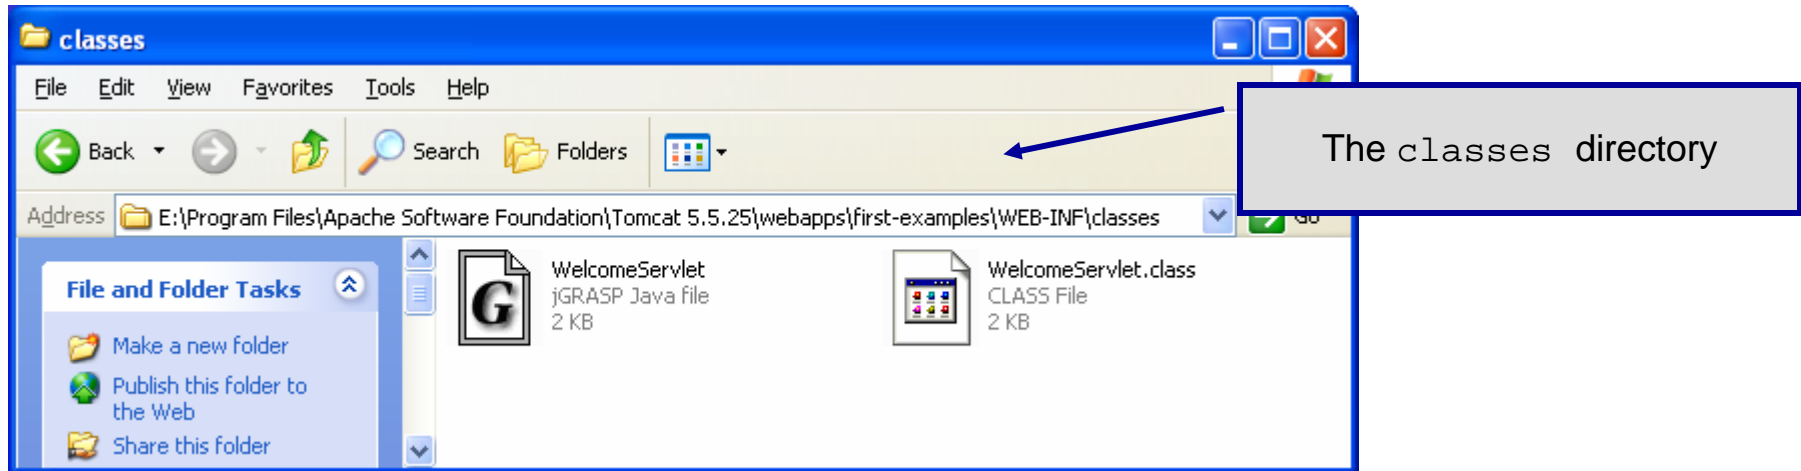 classes
File Edit View Favorites Tools Help
Back Search Folders
The classes directory
Address E:\Program Files\Apache Software Foundation\Tomcat 5.5.25\webapps\first-examples\WEB-INF\classes Go
File and Folder Tasks
Make a new folder
Publish this folder to
the Web
Share this folder
G
WelcomeServlet
jGRASP Java file
2 KB
WelcomeServlet.class
CLASS File
2 KB